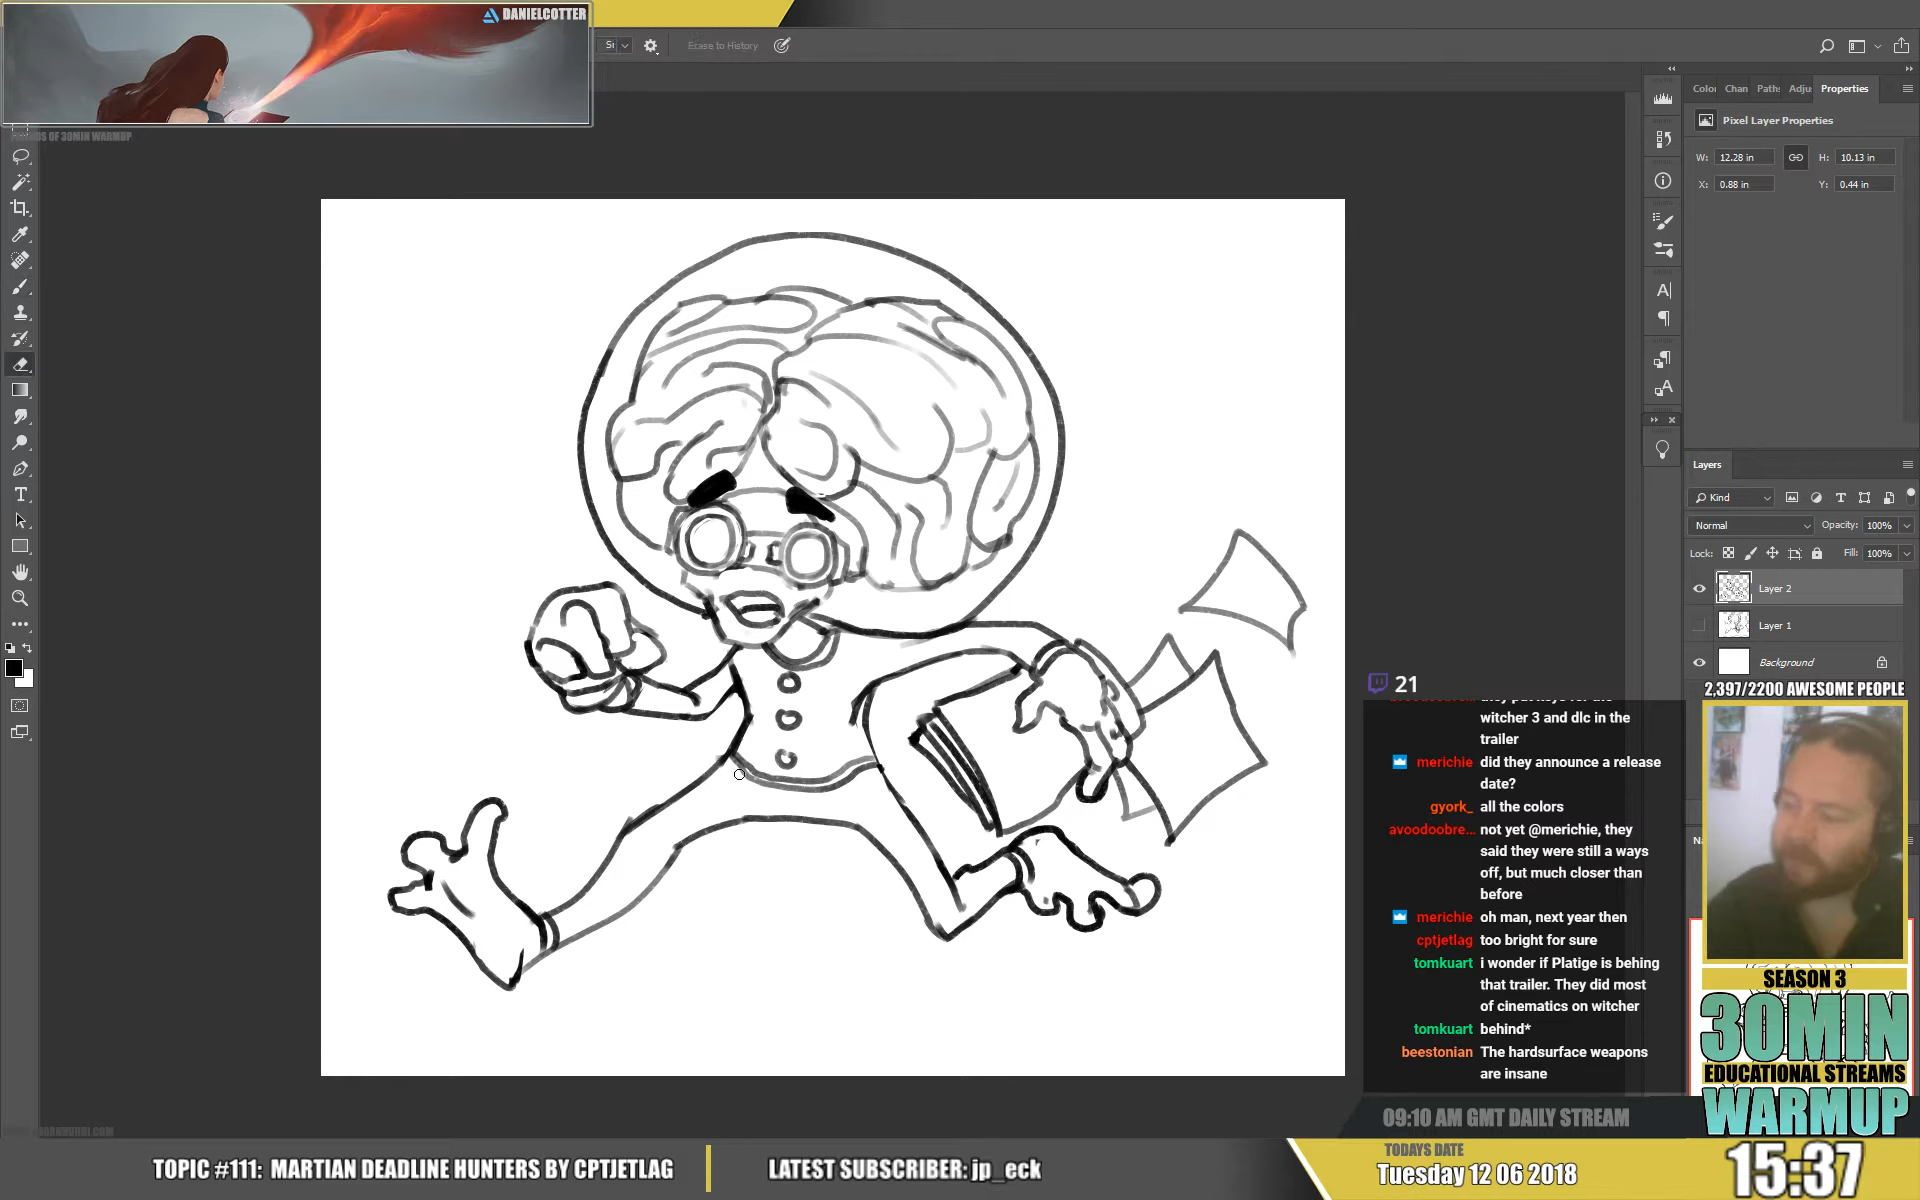 DANIELCOTTER
Erase to History
OF 30MIN WARMUP
Chan
Paths
Properties
Pixel Layer Properties
W: 12.28 in
H: 10.13 in
X: 0.88 in
Y: 0.44 in
Layers
Kind
Normal
Opacity: 100%
Lock:
Fill: 100%
Layer 2
Layer 1
Background
2,397/2200 AWESOME PEOPLE
21
witcher 3 and dlc in the
trailer
merichie did they announce a release
date?
gyork_ all the colors
avoodoobre... not yet @merichie, they
said they were still a ways
off, but much closer than
before
merichie oh man, next year then
cptjetlag too bright for sure
tomkuart i wonder if Platige is behing
that trailer. They did most
of cinematics on witcher
tomkuart behind*
beestonian The hardsurface weapons
are insane
SEASON 3
30MIN
EDUCATIONAL STREAMS
WARMUP
09:10 AM GMT DAILY STREAM
TOPIC #111: MARTIAN DEADLINE HUNTERS BY CPTJETLAG
LATEST SUBSCRIBER: jp_eck
TODAYS DATE
Tuesday 12 06 2018
15:37